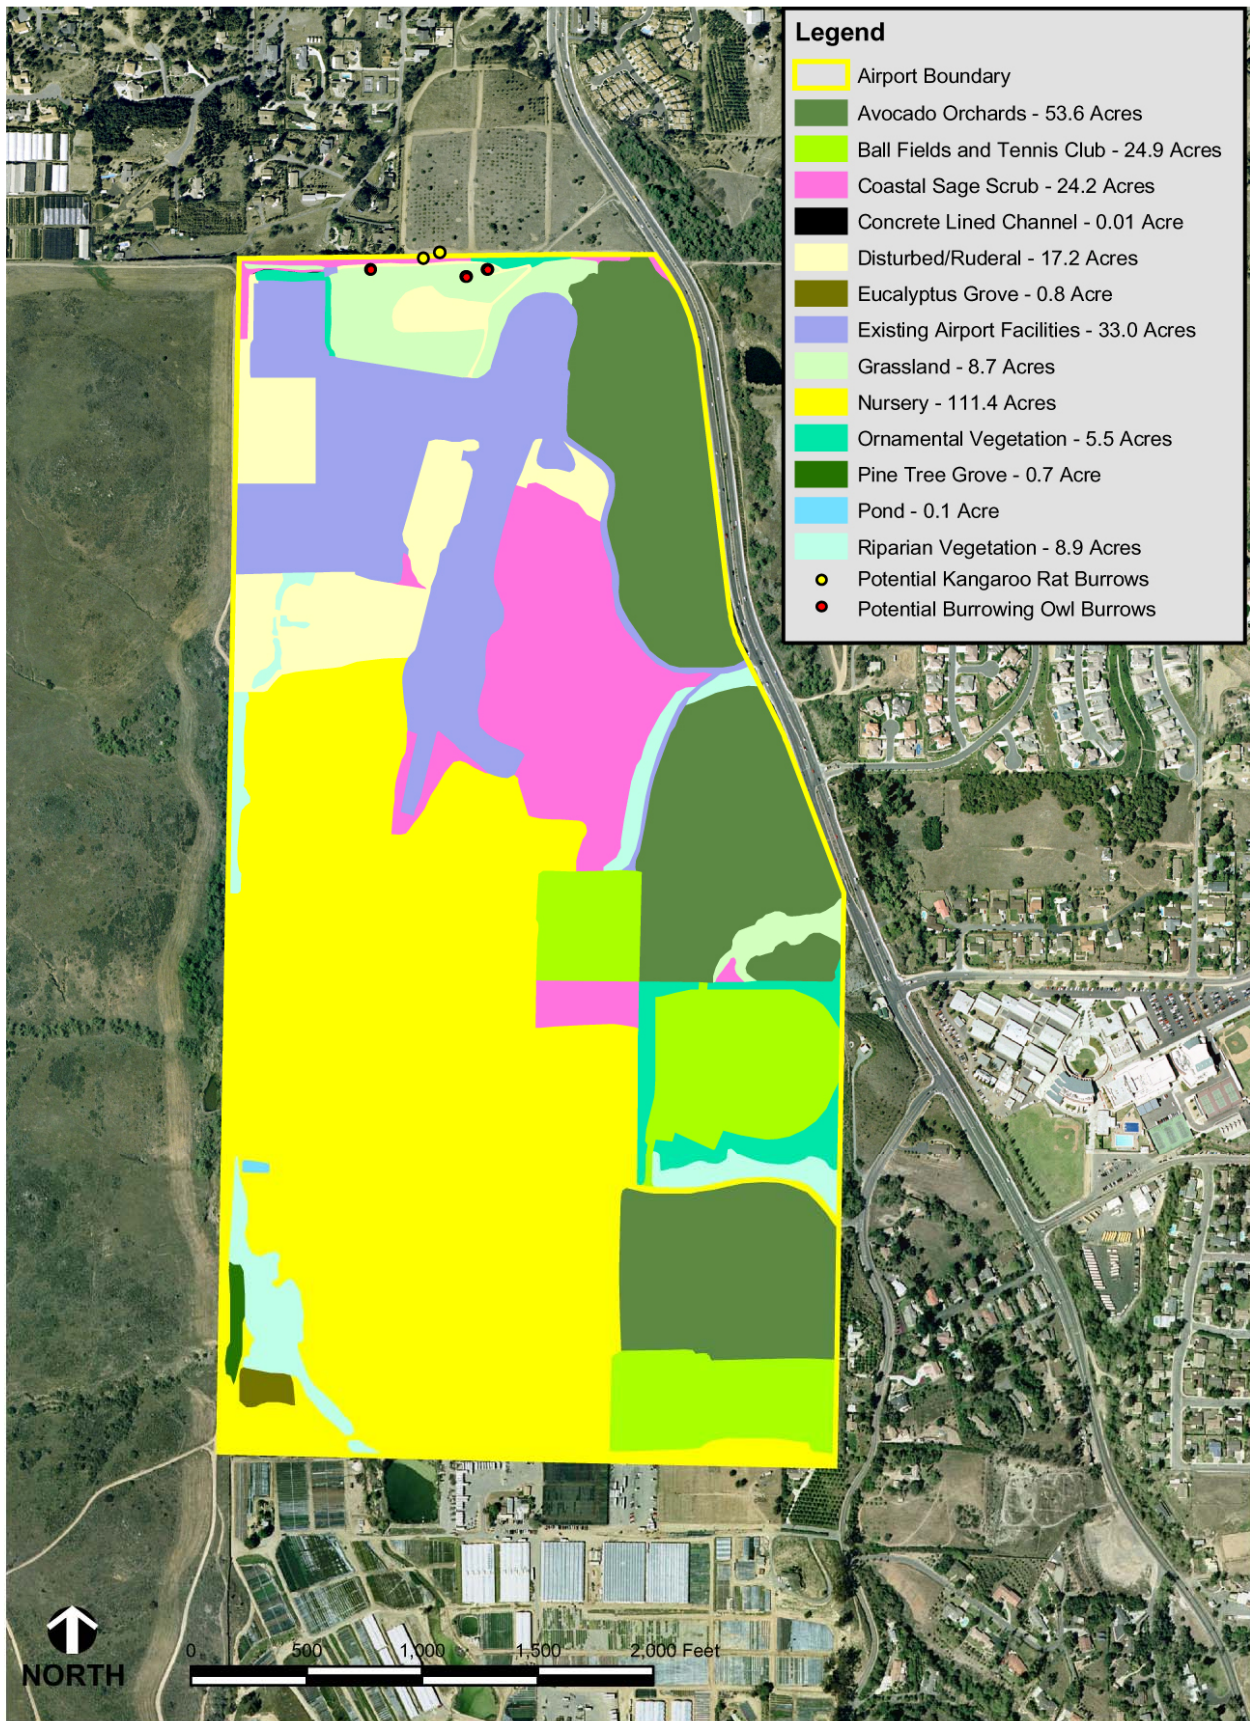 Legend
Airport Boundary
Avocado Orchards - 53.6 Acres
Ball Fields and Tennis Club - 24.9 Acres
Coastal Sage Scrub - 24.2 Acres
Concrete Lined Channel - 0.01 Acre
Disturbed/Ruderal - 17.2 Acres
Eucalyptus Grove - 0.8 Acre
Existing Airport Facilities - 33.0 Acres
Grassland - 8.7 Acres
Nursery - 111.4 Acres
Ornamental Vegetation - 5.5 Acres
Pine Tree Grove - 0.7 Acre
Pond - 0.1 Acre
Riparian Vegetation - 8.9 Acres
Potential Kangaroo Rat Burrows
Potential Burrowing Owl Burrows
0 500 1,000 1,500 2,000 Feet
NORTH